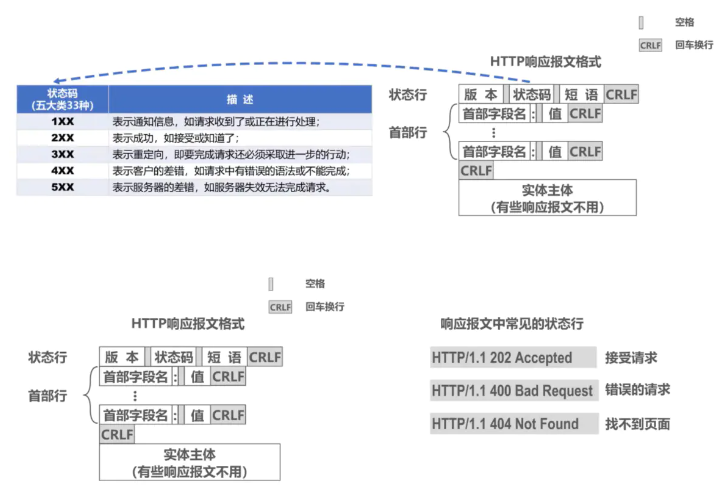 空格
CRLF 回车换行
HTTP响应报文格式
状态行 版 本 状态码 短 语 CRLF
首部行
首部字段名 : 值 CRLF
⋮
首部字段名 : 值 CRLF
CRLF
实体主体
(有些响应报文不用)
状态码
(五大类33种)
描 述
1XX 表示通知信息，如请求收到了或正在进行处理；
2XX 表示成功，如接受或知道了；
3XX 表示重定向，即要完成请求还必须采取进一步的行动；
4XX 表示客户的差错，如请求中有错误的语法或不能完成；
5XX 表示服务器的差错，如服务器失效无法完成请求。
空格
CRLF 回车换行
HTTP响应报文格式
状态行 版 本 状态码 短 语 CRLF
首部行
首部字段名 : 值 CRLF
⋮
首部字段名 : 值 CRLF
CRLF
实体主体
(有些响应报文不用)
响应报文中常见的状态行
HTTP/1.1 202 Accepted 接受请求
HTTP/1.1 400 Bad Request 错误的请求
HTTP/1.1 404 Not Found 找不到页面